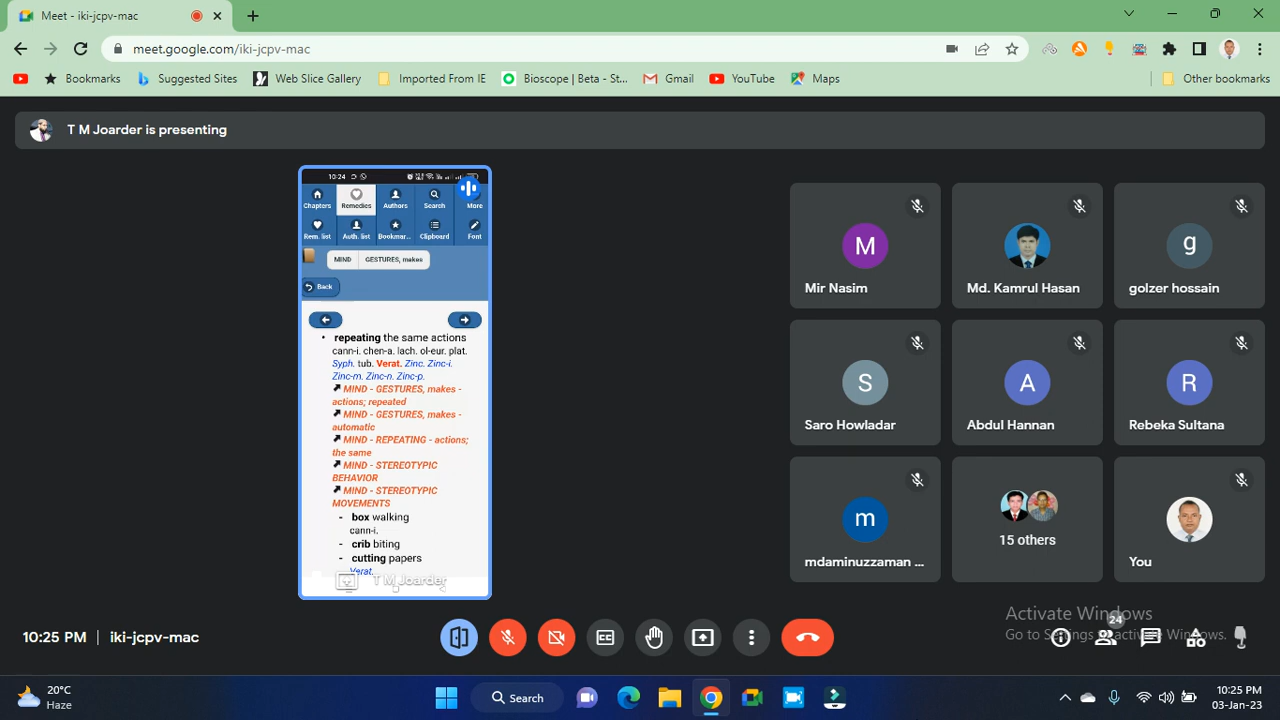 Meet - iki-jcpv-mac
meet.google.com/iki-jcpv-mac
Bookmarks
Suggested Sites
Web Slice Gallery
Imported From IE
Bioscope | Beta - St...
Gmail
YouTube
Maps
Other bookmarks
T M Joarder is presenting
10:24
Chapters
Remedies
Authors
Search
More
Rem. list
Auth. list
Bookmar...
Clipboard
Font
MIND
GESTURES, makes
Back
• repeating the same actions
cann-i. chen-a. lach. ol-eur. plat.
Syph. tub. Verat. Zinc. Zinc-i.
Zinc-m. Zinc-n. Zinc-p.
MIND - GESTURES, makes -
actions; repeated
MIND - GESTURES, makes -
automatic
MIND - REPEATING - actions;
the same
MIND - STEREOTYPIC
BEHAVIOR
MIND - STEREOTYPIC
MOVEMENTS
- box walking
cann-i.
- crib biting
- cutting papers
Verat.
T M Joarder
M
Mir Nasim
Md. Kamrul Hasan
g
golzer hossain
S
Saro Howladar
A
Abdul Hannan
R
Rebeka Sultana
m
mdaminuzzaman ...
15 others
You
Activate Windows
Go to Settings to activate Windows.
10:25 PM | iki-jcpv-mac
24
20°C
Haze
Search
10:25 PM
03-Jan-23